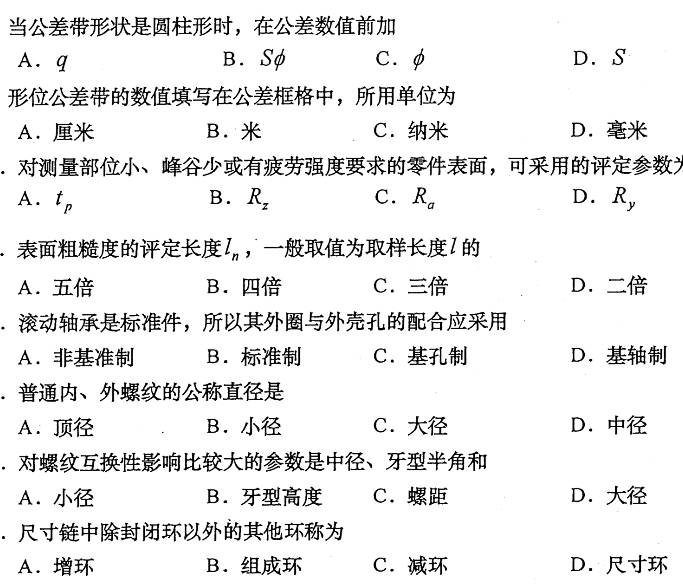 当公差带形状是圆柱形时，在公差数值前加
A．q B．Sϕ C．ϕ D．S
形位公差带的数值填写在公差框格中，所用单位为
A．厘米 B．米 C．纳米 D．毫米
．对测量部位小、峰谷少或有疲劳强度要求的零件表面，可采用的评定参数为
A．tₚ B．R_z C．Rₐ D．R_y
．表面粗糙度的评定长度lₙ，一般取值为取样长度l的
A．五倍 B．四倍 C．三倍 D．二倍
．滚动轴承是标准件，所以其外圈与外壳孔的配合应采用
A．非基准制 B．标准制 C．基孔制 D．基轴制
．普通内、外螺纹的公称直径是
A．顶径 B．小径 C．大径 D．中径
．对螺纹互换性影响比较大的参数是中径、牙型半角和
A．小径 B．牙型高度 C．螺距 D．大径
．尺寸链中除封闭环以外的其他环称为
A．增环 B．组成环 C．减环 D．尺寸环